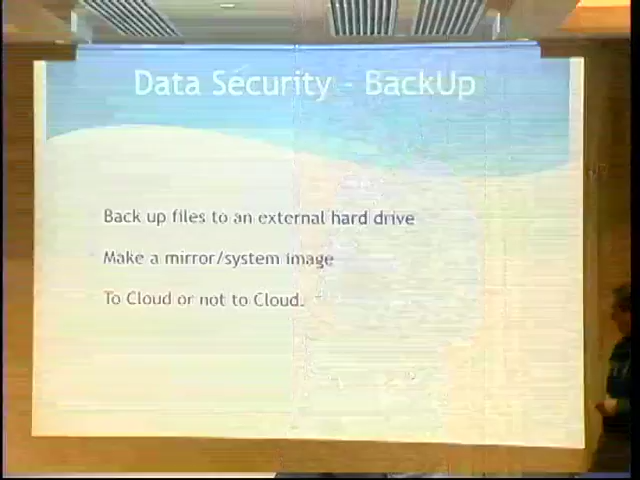 Data Security - BackUp
Back up files to an external hard drive
Make a mirror/system image
To Cloud or not to Cloud.